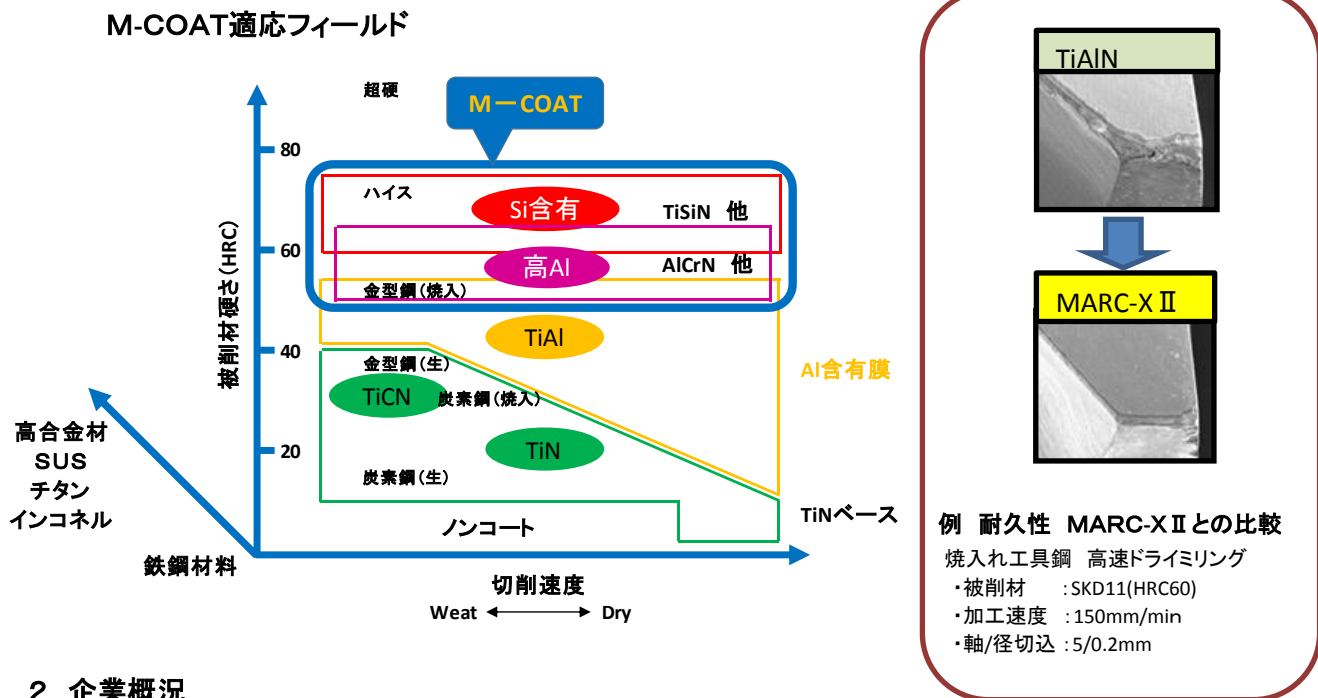 M-COAT適応フィールド
超硬
M－COAT
80
ハイス
Si含有
TiSiN 他
60
高Al
AlCrN 他
金型鋼(焼入)
被削材硬さ(HRC)
TiAl
40
金型鋼(生)
Al含有膜
TiCN
炭素鋼(焼入)
高合金材
SUS
チタン
インコネル
20
TiN
炭素鋼(生)
TiNベース
ノンコート
鉄鋼材料
切削速度
Weat
Dry
TiAlN
MARC-XⅡ
例 耐久性 MARC-XⅡとの比較
焼入れ工具鋼 高速ドライミリング
・被削材 :SKD11(HRC60)
・加工速度 :150mm/min
・軸/径切込 :5/0.2mm
２ 企業概況